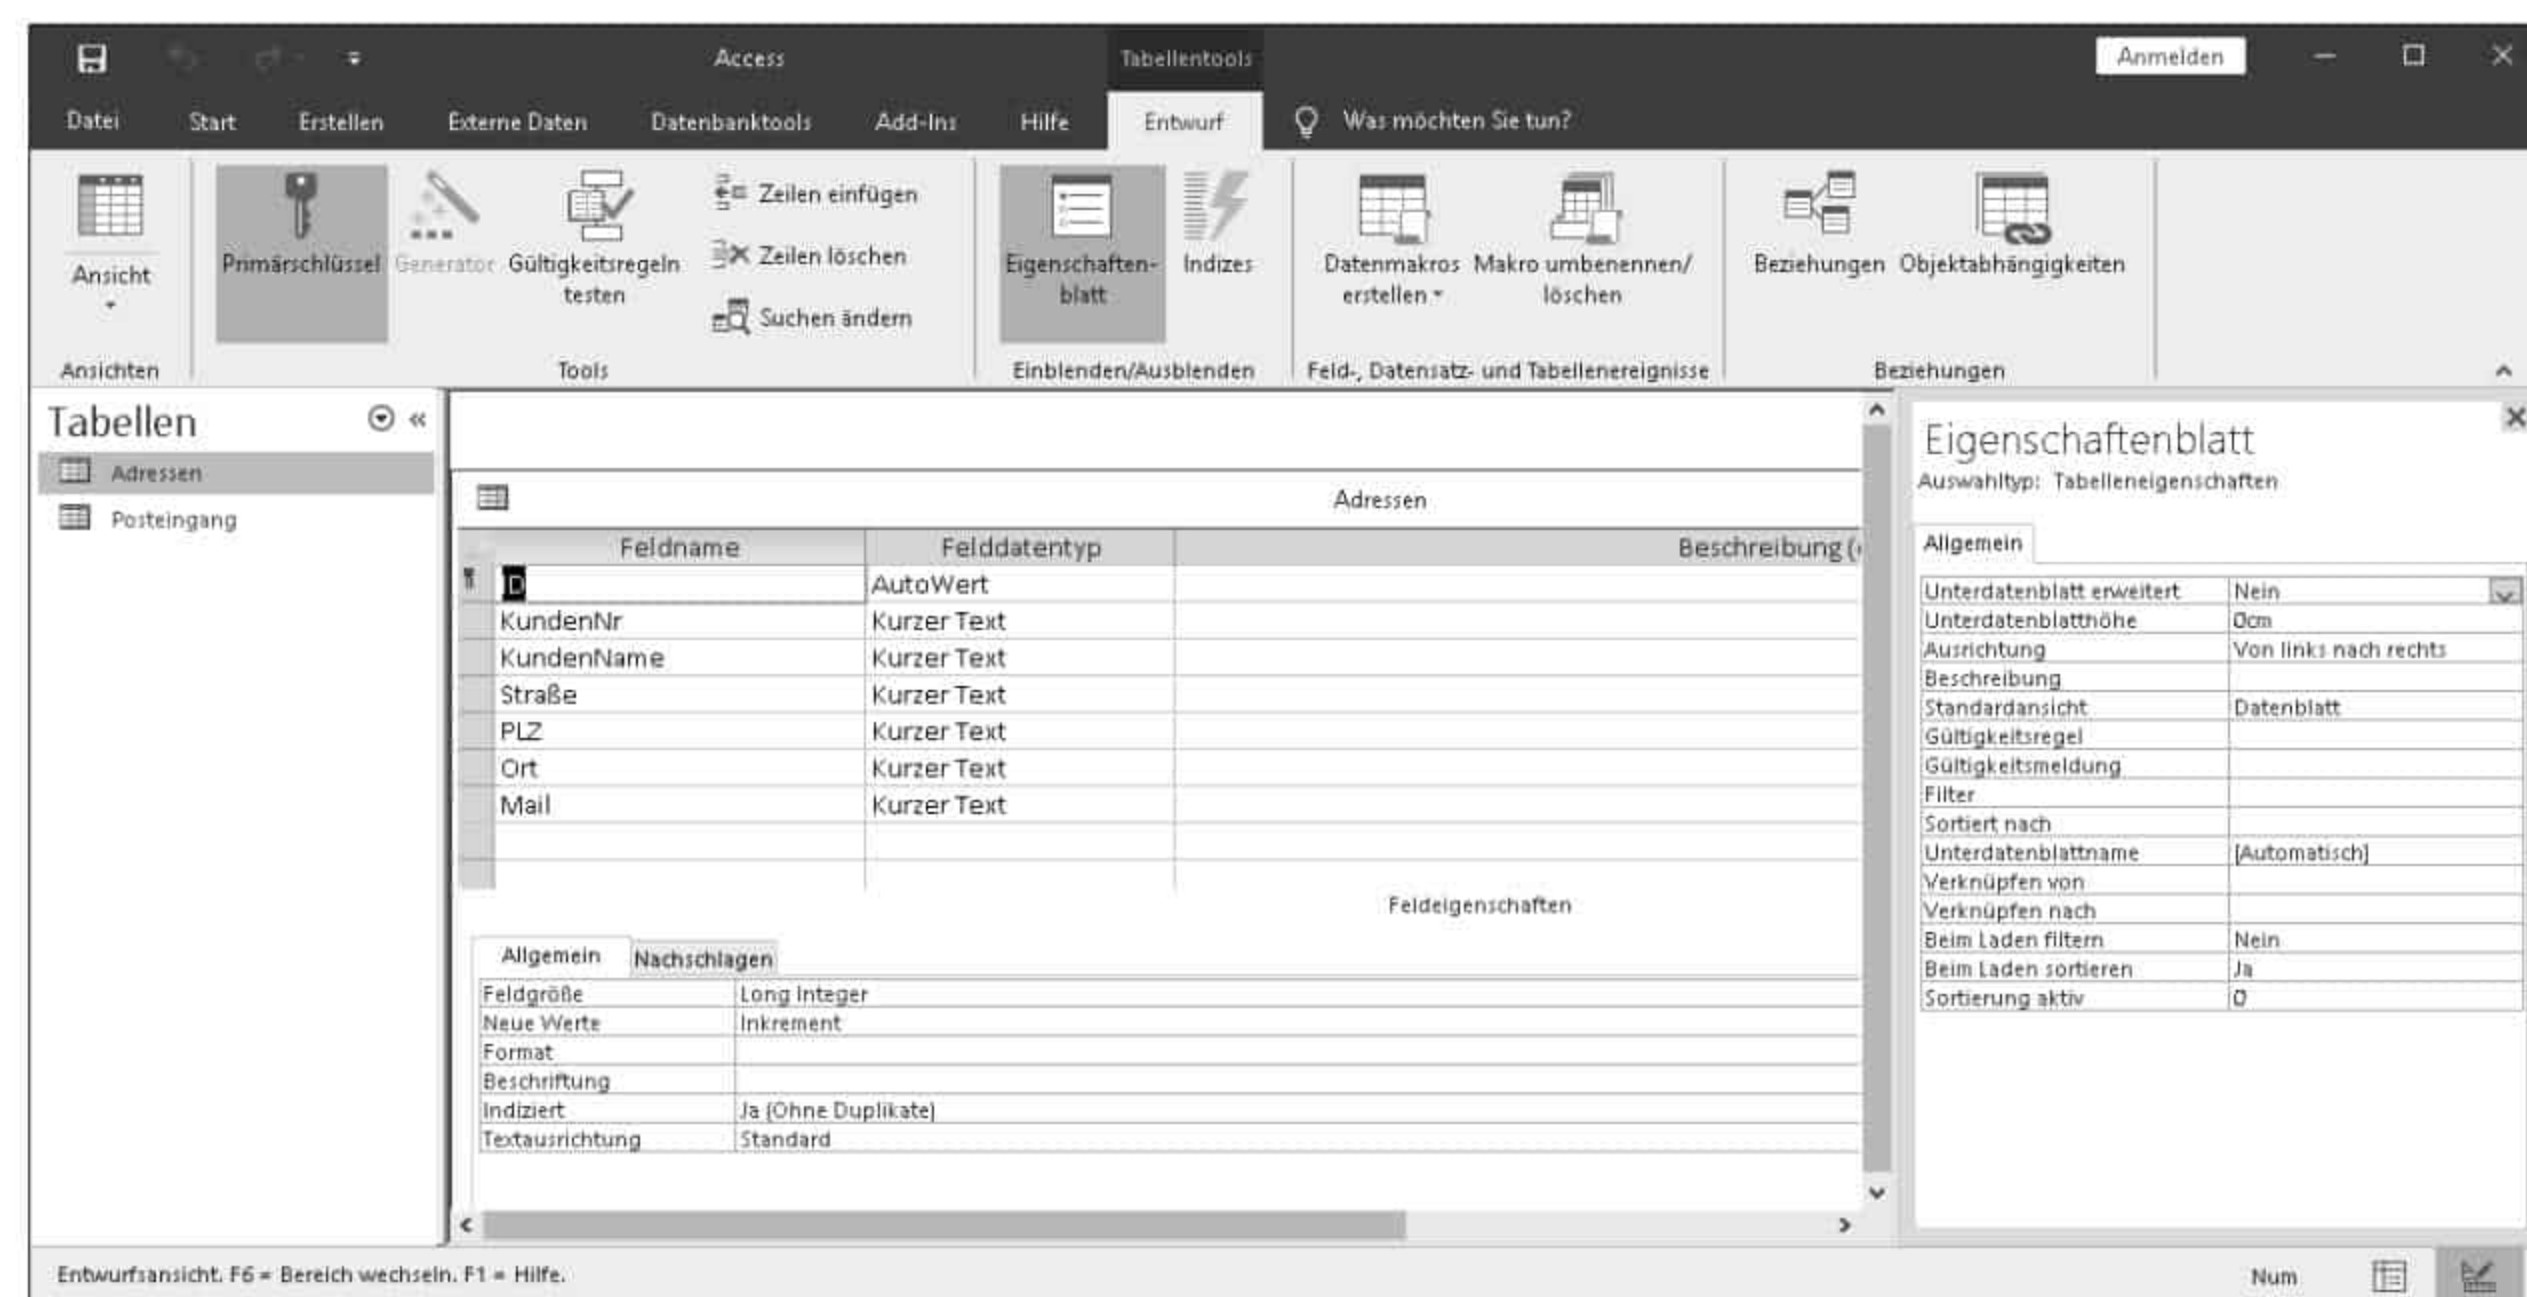 Access
Tabellentools
Anmelden
Datei Start Erstellen Externe Daten Datenbanktools Add-Ins Hilfe Entwurf Was möchten Sie tun?
Ansicht
Ansichten
Primärschlüssel
Generator
Gültigkeitsregeln
testen
Zeilen einfügen
Zeilen löschen
Suchen ändern
Tools
Eigenschaften-
blatt
Indizes
Einblenden/Ausblenden
Datenmakros
erstellen
Makro umbenennen/
löschen
Feld-, Datensatz- und Tabellenereignisse
Beziehungen
Objektabhängigkeiten
Beziehungen
Tabellen
Adressen
Posteingang
Adressen
Feldname Felddatentyp Beschreibung (
ID AutoWert
KundenNr Kurzer Text
KundenName Kurzer Text
Straße Kurzer Text
PLZ Kurzer Text
Ort Kurzer Text
Mail Kurzer Text
Feldeigenschaften
Allgemein Nachschlagen
Feldgröße Long Integer
Neue Werte Inkrement
Format
Beschriftung
Indiziert Ja (Ohne Duplikate)
Textausrichtung Standard
Eigenschaftenblatt
Auswahltyp: Tabelleneigenschaften
Allgemein
Unterdatenblatt erweitert Nein
Unterdatenblatthöhe 0cm
Ausrichtung Von links nach rechts
Beschreibung
Standardansicht Datenblatt
Gültigkeitsregel
Gültigkeitsmeldung
Filter
Sortiert nach
Unterdatenblattname [Automatisch]
Verknüpfen von
Verknüpfen nach
Beim Laden filtern Nein
Beim Laden sortieren Ja
Sortierung aktiv 0
Entwurfsansicht. F6 = Bereich wechseln. F1 = Hilfe.
Num